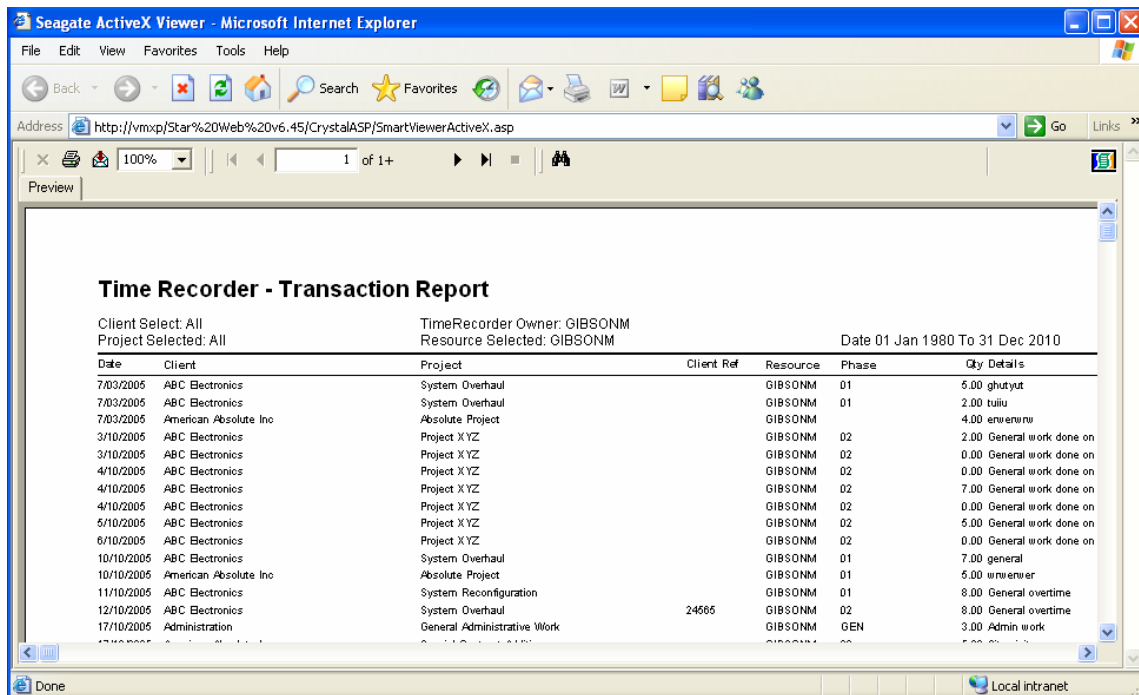 Seagate ActiveX Viewer - Microsoft Internet Explorer
File Edit View Favorites Tools Help
Back Search Favorites
Address http://vmxp/Star%20Web%20v6.45/CrystalASP/SmartViewerActiveX.asp Go Links »
100% 1 of 1+
Preview
Time Recorder - Transaction Report
Client Select: All TimeRecorder Owner: GIBSONM
Project Selected: All Resource Selected: GIBSONM Date 01 Jan 1980 To 31 Dec 2010
Date Client Project Client Ref Resource Phase Qty Details
7/03/2005 ABC Electronics System Overhaul GIBSONM 01 5.00 ghutyut
7/03/2005 ABC Electronics System Overhaul GIBSONM 01 2.00 tuiiu
7/03/2005 American Absolute Inc Absolute Project GIBSONM 4.00
3/10/2005 ABC Electronics Project XYZ GIBSONM 02 2.00 General work done on
3/10/2005 ABC Electronics Project XYZ GIBSONM 02 0.00 General work done on
4/10/2005 ABC Electronics Project XYZ GIBSONM 02 0.00 General work done on
4/10/2005 ABC Electronics Project XYZ GIBSONM 02 7.00 General work done on
4/10/2005 ABC Electronics Project XYZ GIBSONM 02 0.00 General work done on
5/10/2005 ABC Electronics Project XYZ GIBSONM 02 5.00 General work done on
6/10/2005 ABC Electronics Project XYZ GIBSONM 02 0.00 General work done on
10/10/2005 ABC Electronics System Overhaul GIBSONM 01 7.00 general
10/10/2005 American Absolute Inc Absolute Project GIBSONM 01 5.00
11/10/2005 ABC Electronics System Reconfiguration GIBSONM 01 8.00 General overtime
12/10/2005 ABC Electronics System Overhaul 24565 GIBSONM 02 8.00 General overtime
17/10/2005 Administration General Administrative Work GIBSONM GEN 3.00 Admin work
Done Local intranet